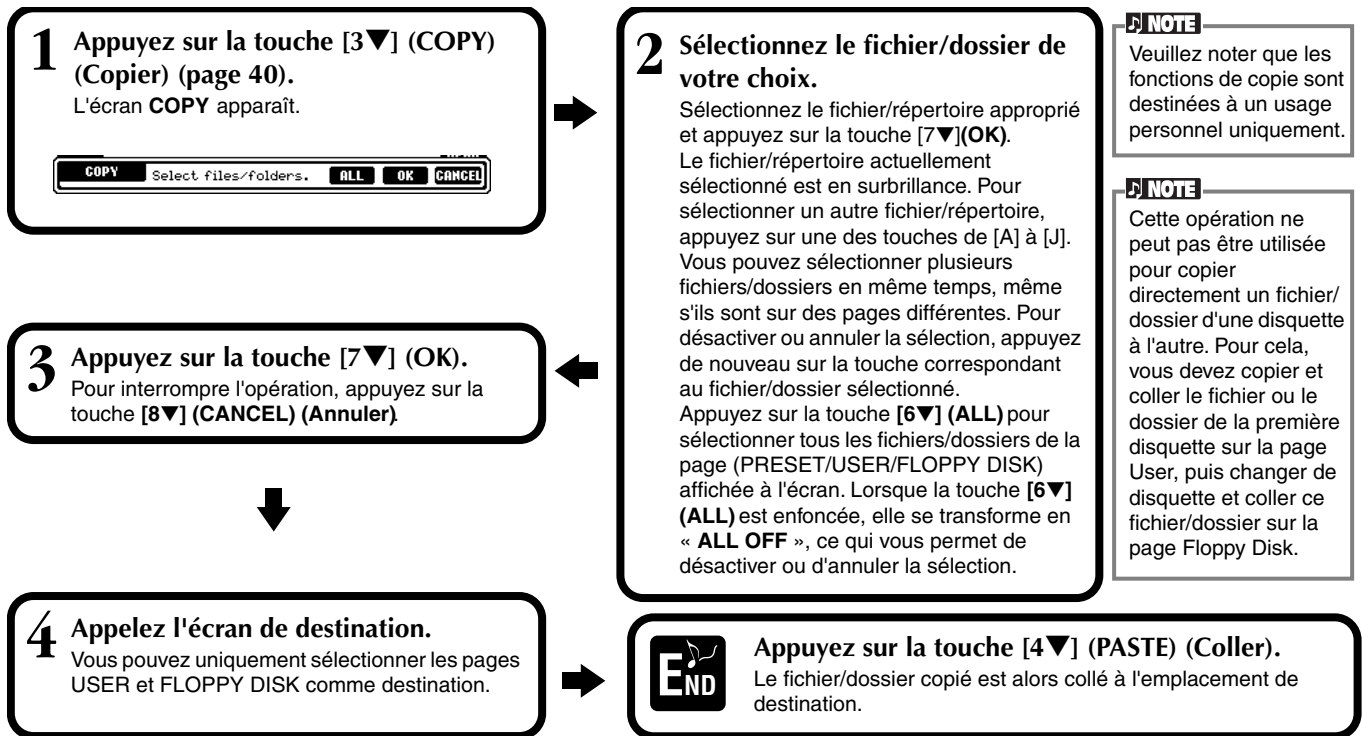 1 Appuyez sur la touche [3▼] (COPY)
(Copier) (page 40).
L'écran COPY apparaît.
COPY Select files/folders. ALL OK CANCEL
2 Sélectionnez le fichier/dossier de
votre choix.
Sélectionnez le fichier/répertoire approprié
et appuyez sur la touche [7▼](OK).
Le fichier/répertoire actuellement
sélectionné est en surbrillance. Pour
sélectionner un autre fichier/répertoire,
appuyez sur une des touches de [A] à [J].
Vous pouvez sélectionner plusieurs
fichiers/dossiers en même temps, même
s'ils sont sur des pages différentes. Pour
désactiver ou annuler la sélection, appuyez
de nouveau sur la touche correspondant
au fichier/dossier sélectionné.
Appuyez sur la touche [6▼] (ALL) pour
sélectionner tous les fichiers/dossiers de la
page (PRESET/USER/FLOPPY DISK)
affichée à l'écran. Lorsque la touche [6▼]
(ALL) est enfoncée, elle se transforme en
« ALL OFF », ce qui vous permet de
désactiver ou d'annuler la sélection.
NOTE
Veuillez noter que les
fonctions de copie sont
destinées à un usage
personnel uniquement.
NOTE
Cette opération ne
peut pas être utilisée
pour copier
directement un fichier/
dossier d'une disquette
à l'autre. Pour cela,
vous devez copier et
coller le fichier ou le
dossier de la première
disquette sur la page
User, puis changer de
disquette et coller ce
fichier/dossier sur la
page Floppy Disk.
3 Appuyez sur la touche [7▼] (OK).
Pour interrompre l'opération, appuyez sur la
touche [8▼] (CANCEL) (Annuler).
4 Appelez l'écran de destination.
Vous pouvez uniquement sélectionner les pages
USER et FLOPPY DISK comme destination.
END Appuyez sur la touche [4▼] (PASTE) (Coller).
Le fichier/dossier copié est alors collé à l'emplacement de
destination.